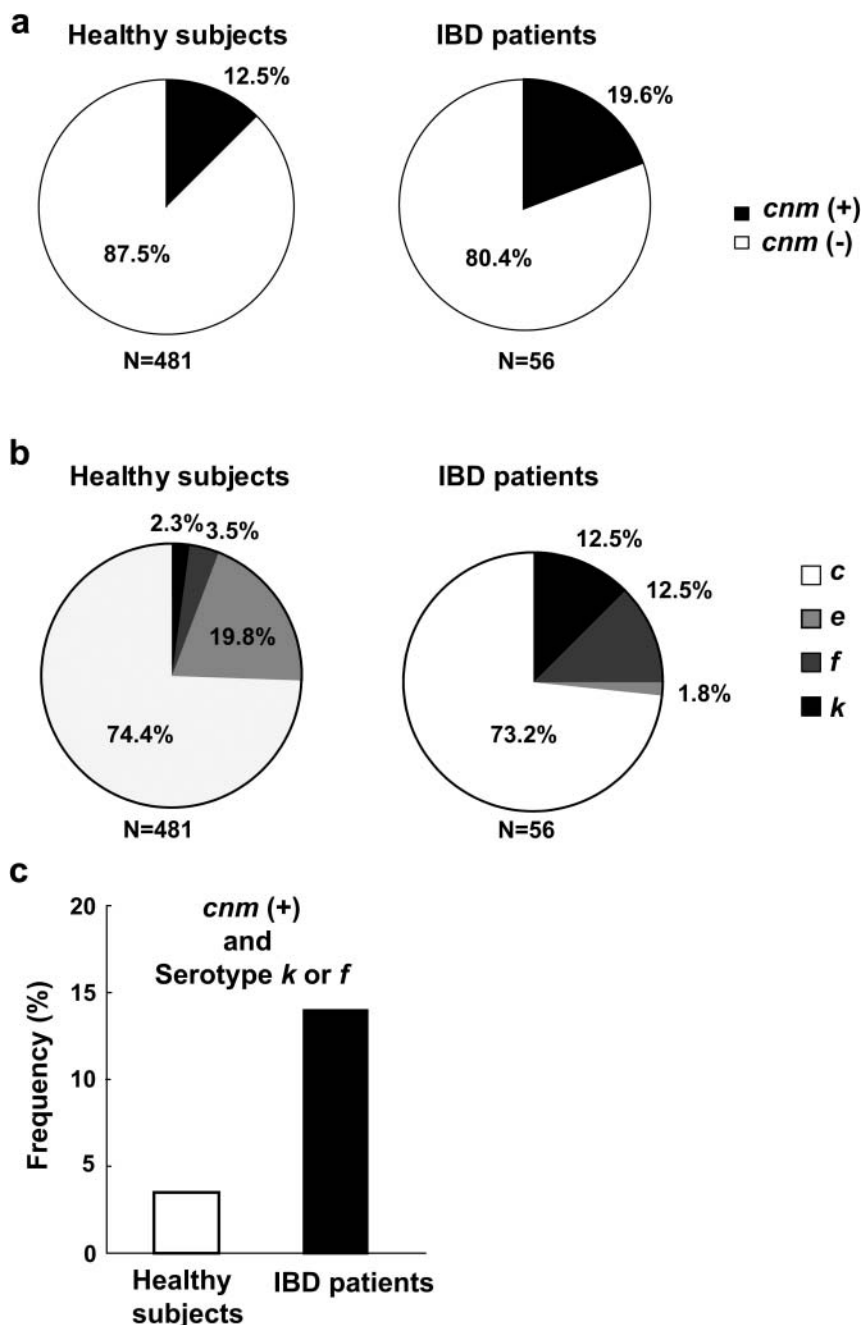 a
Healthy subjects
12.5%
87.5%
N=481
IBD patients
19.6%
80.4%
N=56
cnm (+)
cnm (-)
b
Healthy subjects
2.3%
3.5%
19.8%
74.4%
N=481
IBD patients
12.5%
12.5%
1.8%
73.2%
N=56
c
e
f
k
c
cnm (+)
and
Serotype k or f
Frequency (%)
20
15
10
5
0
Healthy
subjects
IBD patients